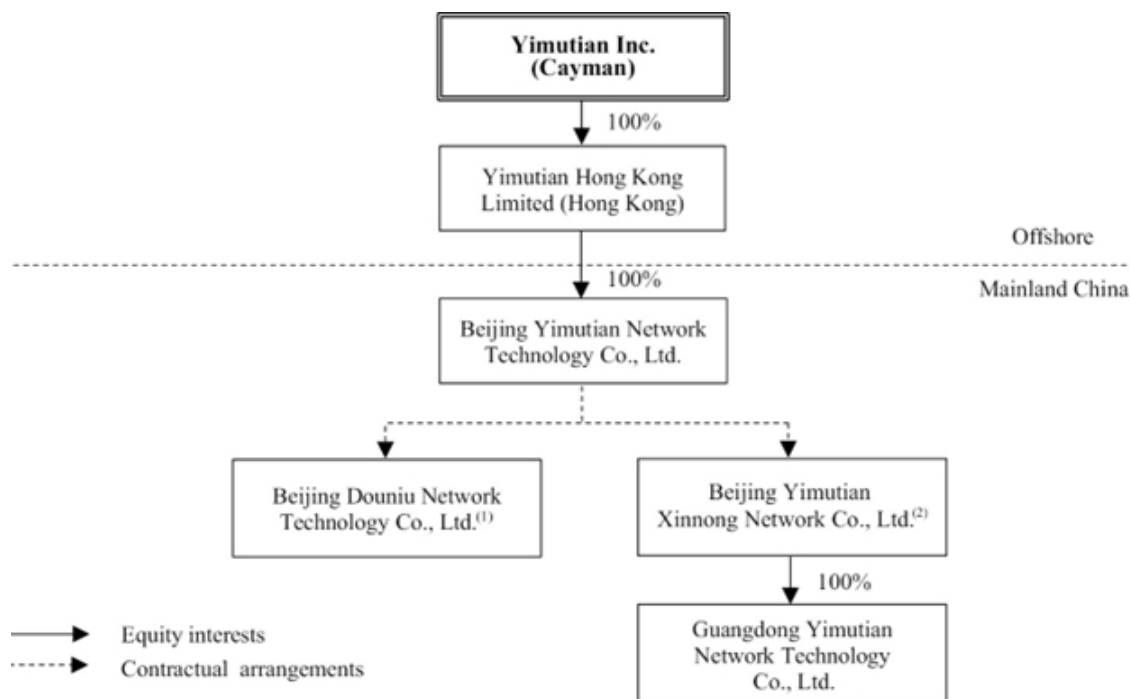 Yimutian Inc.
(Cayman)
100%
Yimutian Hong Kong
Limited (Hong Kong)
Offshore
100%
Mainland China
Beijing Yimutian Network
Technology Co., Ltd.
Beijing Douniu Network
Technology Co., Ltd.(1)
Beijing Yimutian
Xinnong Network Co., Ltd.(2)
100%
Guangdong Yimutian
Network Technology
Co., Ltd.
Equity interests
Contractual arrangements